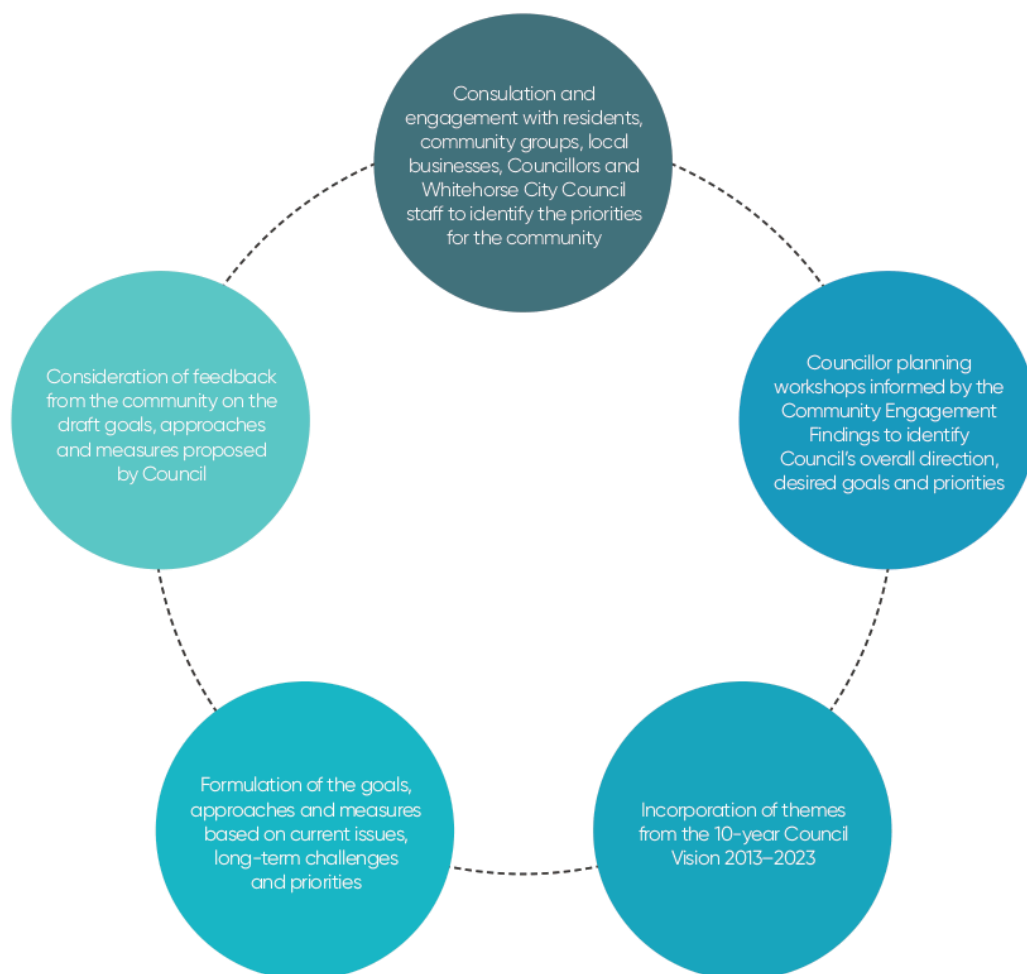 Consulation and
engagement with residents,
community groups, local
businesses, Councillors and
Whitehorse City Council
staff to identify the priorities
for the community
Councillor planning
workshops informed by the
Community Engagement
Findings to identify
Council's overall direction,
desired goals and priorities
Incorporation of themes
from the 10-year Council
Vision 2013–2023
Formulation of the goals,
approaches and measures
based on current issues,
long-term challenges
and priorities
Consideration of feedback
from the community on the
draft goals, approaches
and measures proposed
by Council